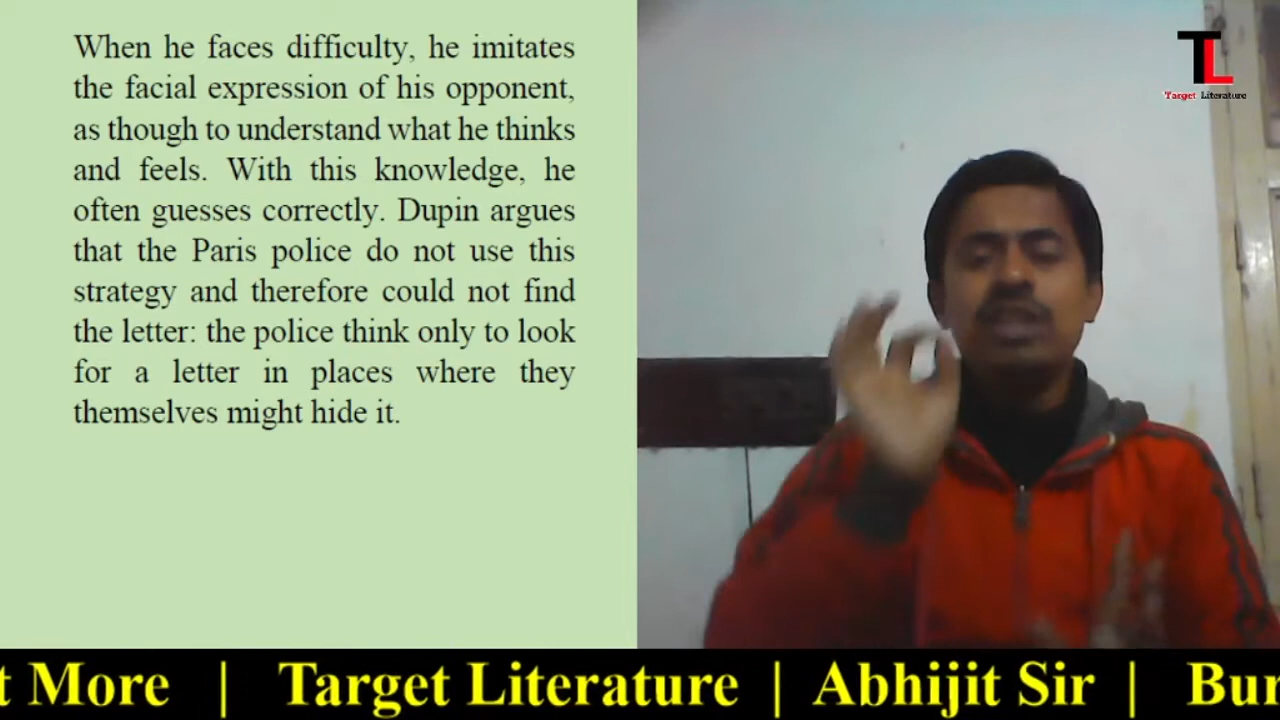 When he faces difficulty, he imitates
the facial expression of his opponent,
as though to understand what he thinks
and feels. With this knowledge, he
often guesses correctly. Dupin argues
that the Paris police do not use this
strategy and therefore could not find
the letter: the police think only to look
for a letter in places where they
themselves might hide it.
TL
Target Literature
t More | Target Literature | Abhijit Sir | Bur